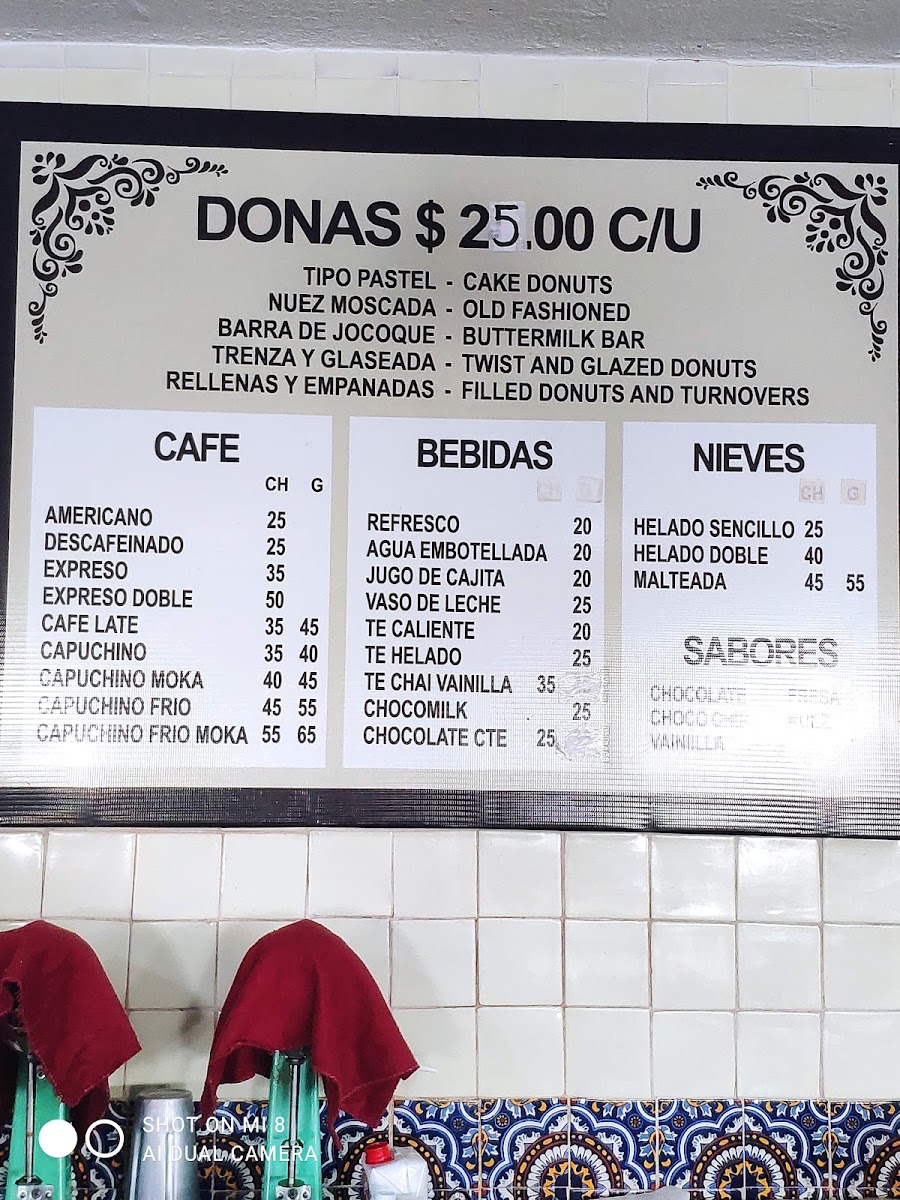 DONAS $ 25.00 C/U
TIPO PASTEL - CAKE DONUTS
NUEZ MOSCADA - OLD FASHIONED
BARRA DE JOCOQUE - BUTTERMILK BAR
TRENZA Y GLASEADA - TWIST AND GLAZED DONUTS
RELLENAS Y EMPANADAS - FILLED DONUTS AND TURNOVERS
CAFE
CH G
AMERICANO 25
DESCAFEINADO 25
EXPRESO 35
EXPRESO DOBLE 50
CAFE LATE 35 45
CAPUCHINO 35 40
CAPUCHINO MOKA 40 45
CAPUCHINO FRIO 45 55
CAPUCHINO FRIO MOKA 55 65
BEBIDAS
CH
REFRESCO 20
AGUA EMBOTELLADA 20
JUGO DE CAJITA 20
VASO DE LECHE 25
TE CALIENTE 20
TE HELADO 25
TE CHAI VAINILLA 35
CHOCOMILK 25
CHOCOLATE CTE 25
NIEVES
CH G
HELADO SENCILLO 25
HELADO DOBLE 40
MALTEADA 45 55
SABORES
CHOCOLATE FRESA
CHOCO CHIP NUEZ
VAINILLA
SHOT ON MI 8
AI DUAL CAMERA